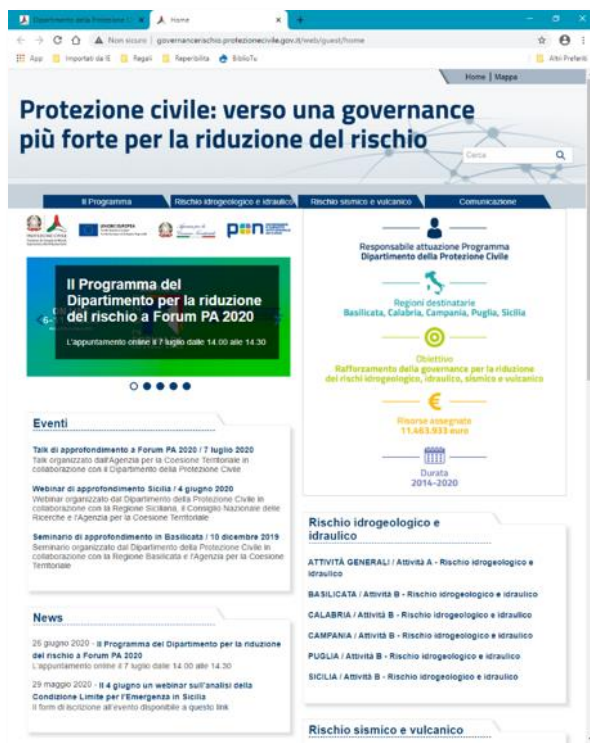 Dipartimento della Protezione Ci
Home
Non sicuro | governancerischio.protezionecivile.gov.it/web/guest/home
App Importati da IE Regali Reperibilita BiblioTu Altri Preferiti
Home | Mappa
Protezione civile: verso una governance
più forte per la riduzione del rischio
Cerca
Il Programma Rischio idrogeologico e idraulico Rischio sismico e vulcanico Comunicazione
PROTEZIONE CIVILE
UNIONE EUROPEA
pon
Il Programma del
Dipartimento per la riduzione
del rischio a Forum PA 2020
L'appuntamento online il 7 luglio dalle 14.00 alle 14.30
Responsabile attuazione Programma
Dipartimento della Protezione Civile
Regioni destinatarie
Basilicata, Calabria, Campania, Puglia, Sicilia
Obiettivo
Rafforzamento della governance per la riduzione
dei rischi idrogeologico, idraulico, sismico e vulcanico
Risorse assegnate
11.463.933 euro
Durata
2014-2020
Eventi
Talk di approfondimento a Forum PA 2020 / 7 luglio 2020
Talk organizzato dall'Agenzia per la Coesione Territoriale in
collaborazione con il Dipartimento della Protezione Civile
Webinar di approfondimento Sicilia / 4 giugno 2020
Webinar organizzato dal Dipartimento della Protezione Civile in
collaborazione con la Regione Siciliana, il Consiglio Nazionale delle
Ricerche e l'Agenzia per la Coesione Territoriale
Seminario di approfondimento in Basilicata / 10 dicembre 2019
Seminario organizzato dal Dipartimento della Protezione Civile in
collaborazione con la Regione Basilicata e l'Agenzia per la Coesione
Territoriale
News
26 giugno 2020 - Il Programma del Dipartimento per la riduzione
del rischio a Forum PA 2020
L'appuntamento online il 7 luglio dalle 14.00 alle 14.30
29 maggio 2020 - Il 4 giugno un webinar sull'analisi della
Condizione Limite per l'Emergenza in Sicilia
Il form di iscrizione all'evento disponibile a questo link
Rischio idrogeologico e
idraulico
ATTIVITÀ GENERALI / Attività A - Rischio idrogeologico e
idraulico
BASILICATA / Attività B - Rischio idrogeologico e idraulico
CALABRIA / Attività B - Rischio idrogeologico e idraulico
CAMPANIA / Attività B - Rischio idrogeologico e idraulico
PUGLIA / Attività B - Rischio idrogeologico e idraulico
SICILIA / Attività B - Rischio idrogeologico e idraulico
Rischio sismico e vulcanico